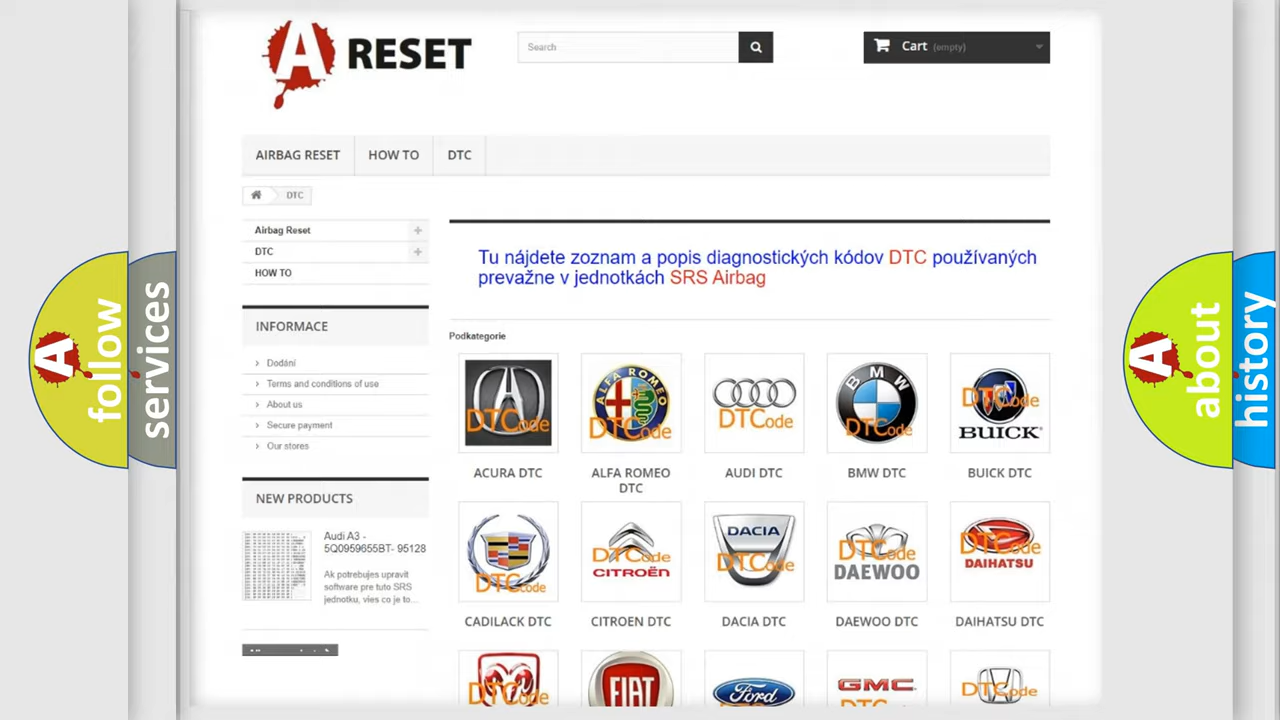 A RESET
Search
Cart (empty)
AIRBAG RESET
HOW TO
DTC
DTC
Airbag Reset
DTC
HOW TO
INFORMACE
Dodání
Terms and conditions of use
About us
Secure payment
Our stores
NEW PRODUCTS
Audi A3 -
5Q0959655BT- 95128
Ak potrebujes upravit
software pre tuto SRS
jednotku, vies co je to...
Tu nájdete zoznam a popis diagnostických kódov DTC používaných
prevažne v jednotkách SRS Airbag
Podkategorie
DTCode
ALFA ROMEO
DTCode
DTCode
BMW
DTCode
DTCode
BUICK
ACURA DTC
ALFA ROMEO
DTC
AUDI DTC
BMW DTC
BUICK DTC
DTCode
DTCode
CITROËN
DACIA
DTCode
DTCode
DAEWOO
DTCode
DAIHATSU
CADILACK DTC
CITROEN DTC
DACIA DTC
DAEWOO DTC
DAIHATSU DTC
DTCode
FIAT
Ford
GMC
DTCode
A follow
services
A about
history